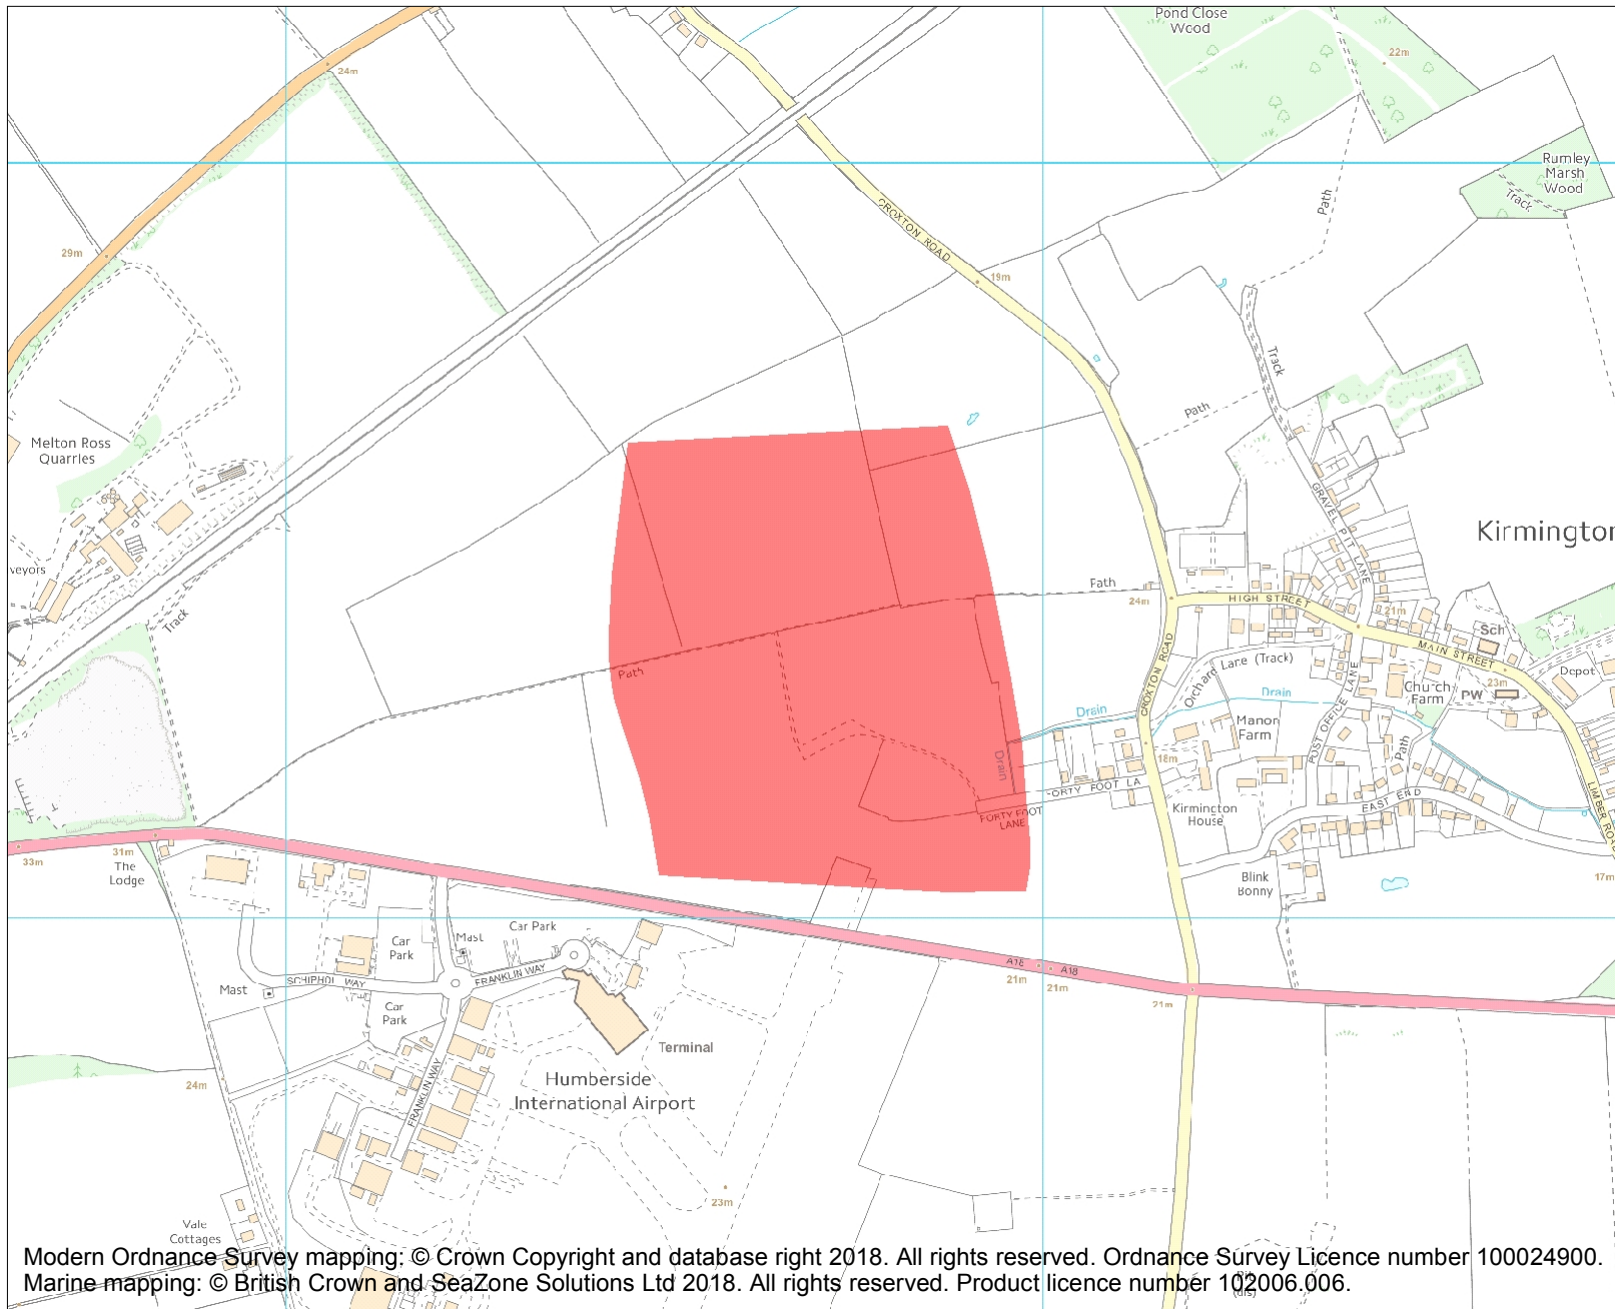 Pond Close
Wood
22m
24m
Rumley
Marsh
Wood
Track
Path
CROXTON ROAD
29m
19m
Track
Path
Melton Ross
Quarries
GRAVEL PIT LANE
Kirmington
veyors
Path
24m
HIGH STREET
21m
Track
Sch
MAIN STREET
Path
CROXTON ROAD
Orchard Lane (Track)
Depot
23m
Church
Farm
PW
Drain
Drain
Manon
Farm
POST OFFICE LANE
Path
Drain
18m
FORTY FOOT LA
EAST END
LIMBER ROAD
Kirmington
House
FORTY FOOT
LANE
33m
31m
The
Lodge
Blink
Bonny
17m
Car Park
Mast
Car
Park
A18
A18
FRANKLIN WAY
SCHIPHOL WAY
Mast
21m
21m
21m
Car
Park
Terminal
24m
Humberside
International Airport
FRANKLIN WAY
23m
Vale
Cottages
(dis)
Modern Ordnance Survey mapping: © Crown Copyright and database right 2018. All rights reserved. Ordnance Survey Licence number 100024900.
Marine mapping: © British Crown and SeaZone Solutions Ltd 2018. All rights reserved. Product licence number 102006.006.